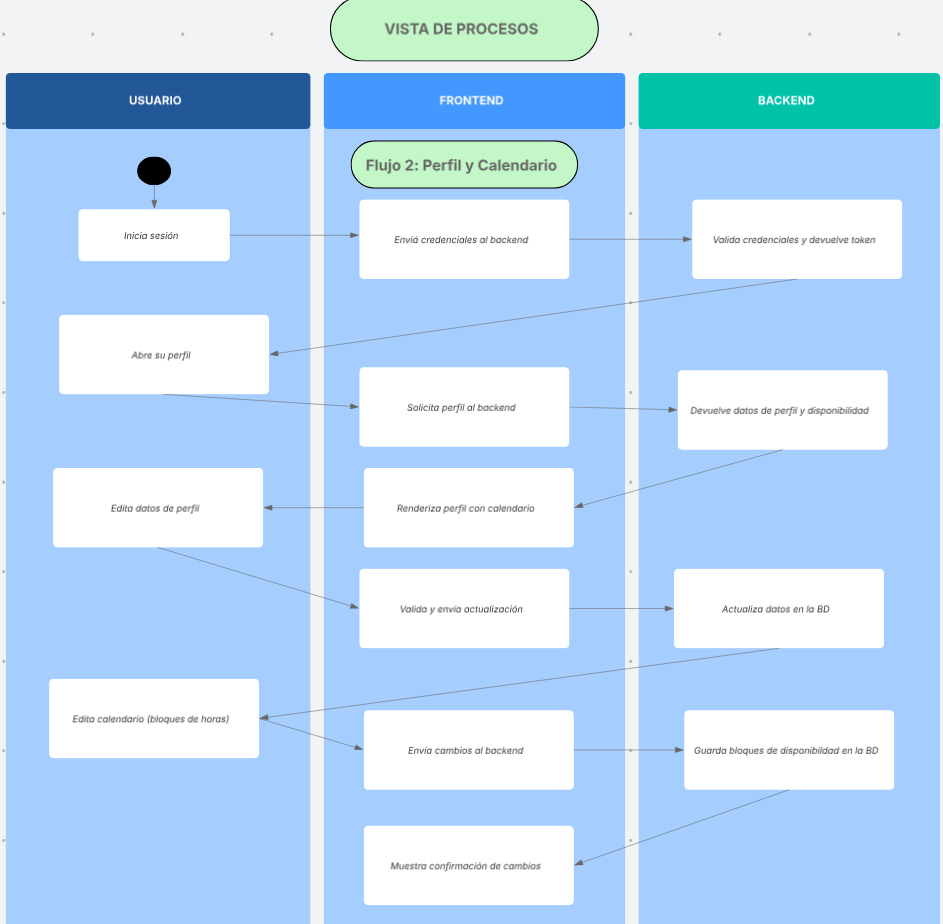 VISTA DE PROCESOS
USUARIO
FRONTEND
BACKEND
Flujo 2: Perfil y Calendario
Inicia sesión
Enviá credenciales al backend
Valida credenciales y devuelve token
Abre su perfil
Solicita perfil al backend
Devuelve datos de perfil y disponibilidad
Edita datos de perfil
Renderiza perfil con calendario
Valida y envía actualización
Actualiza datos en la BD
Edita calendario (bloques de horas)
Envía cambios al backend
Guarda bloques de disponibildad en la BD
Muestra confirmación de cambios